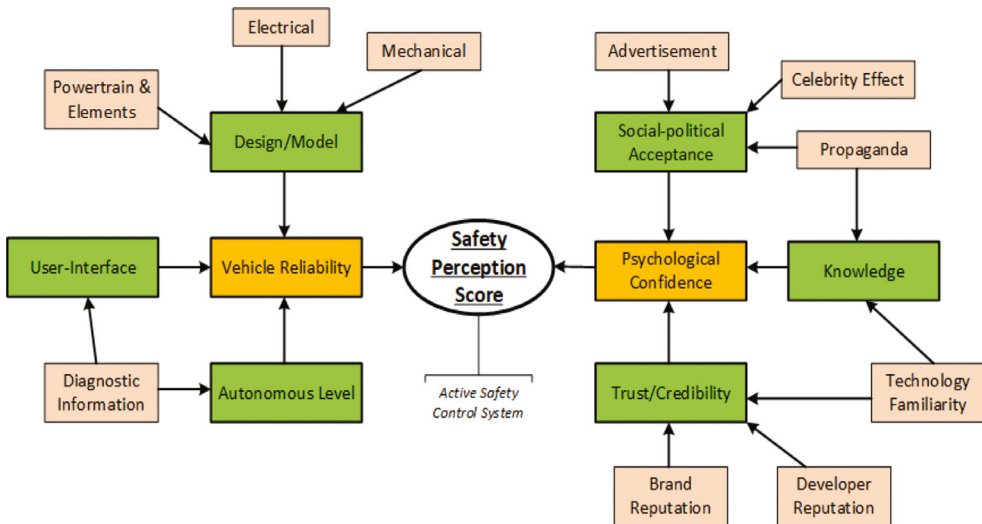 Electrical
Mechanical
Powertrain &
Elements
Design/Model
User-Interface
Vehicle Reliability
Diagnostic
Information
Autonomous Level
Safety
Perception
Score
Active Safety
Control System
Advertisement
Celebrity Effect
Social-political
Acceptance
Propaganda
Psychological
Confidence
Knowledge
Trust/Credibility
Technology
Familiarity
Brand
Reputation
Developer
Reputation